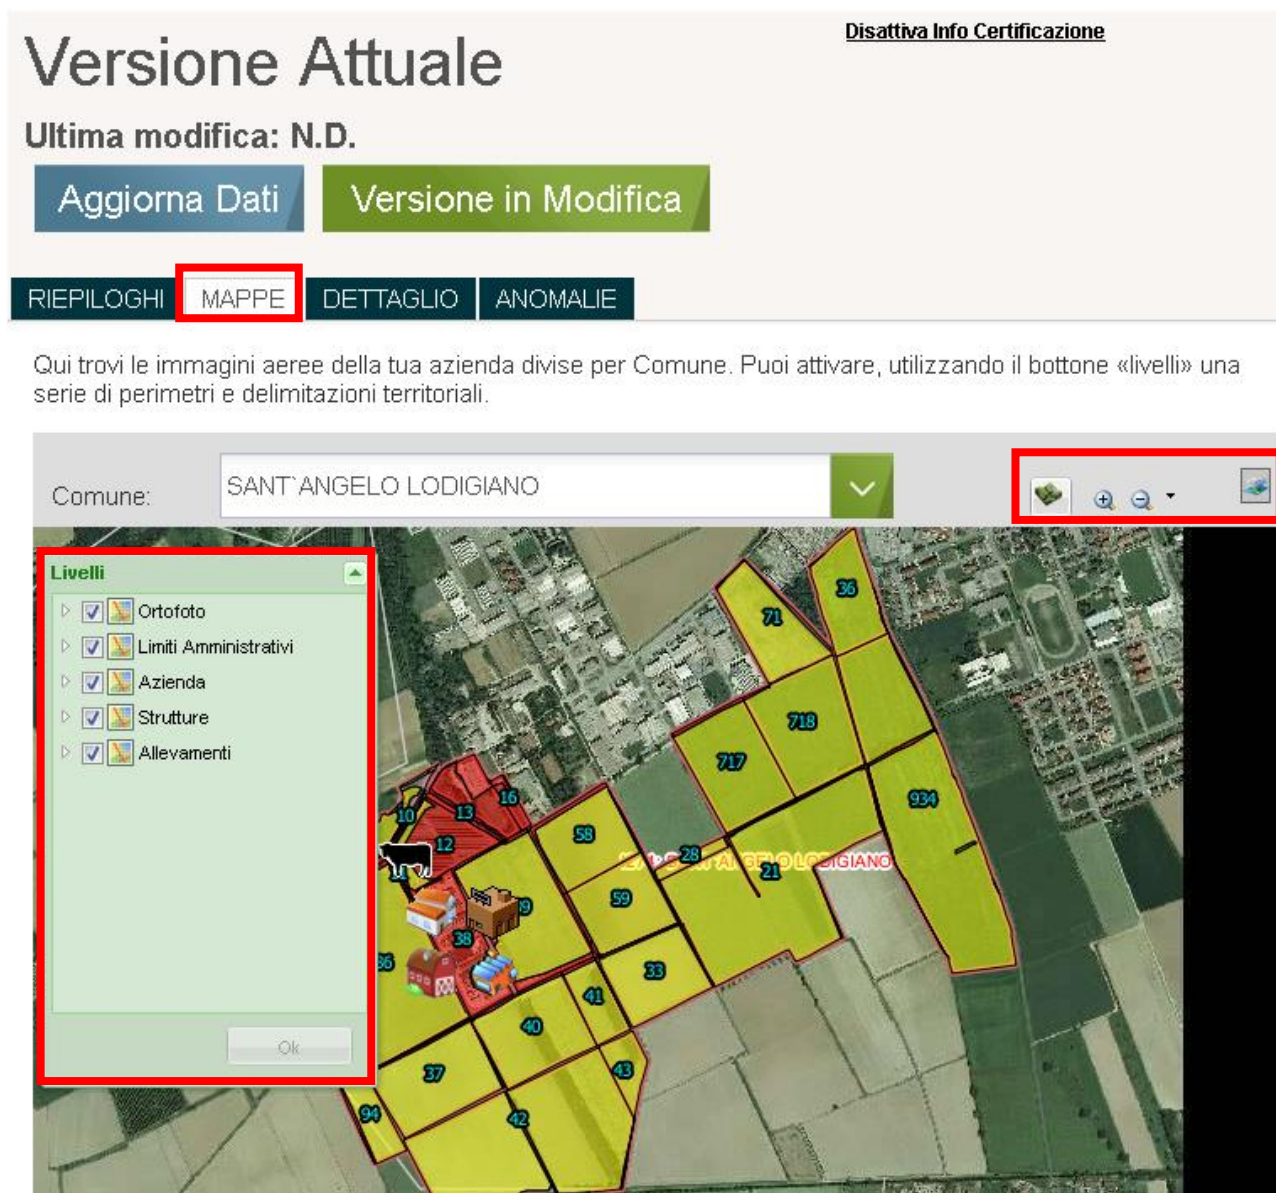 Disattiva Info Certificazione
Versione Attuale
Ultima modifica: N.D.
Aggiorna Dati
Versione in Modifica
RIEPILOGHI
MAPPE
DETTAGLIO
ANOMALIE
Qui trovi le immagini aeree della tua azienda divise per Comune. Puoi attivare, utilizzando il bottone «livelli» una
serie di perimetri e delimitazioni territoriali.
Comune:
SANT`ANGELO LODIGIANO
Livelli
Ortofoto
Limiti Amministrativi
Azienda
Strutture
Allevamenti
Ok
36
71
718
717
934
16
13
10
12
58
28
21
59
38
33
41
40
37
43
94
42